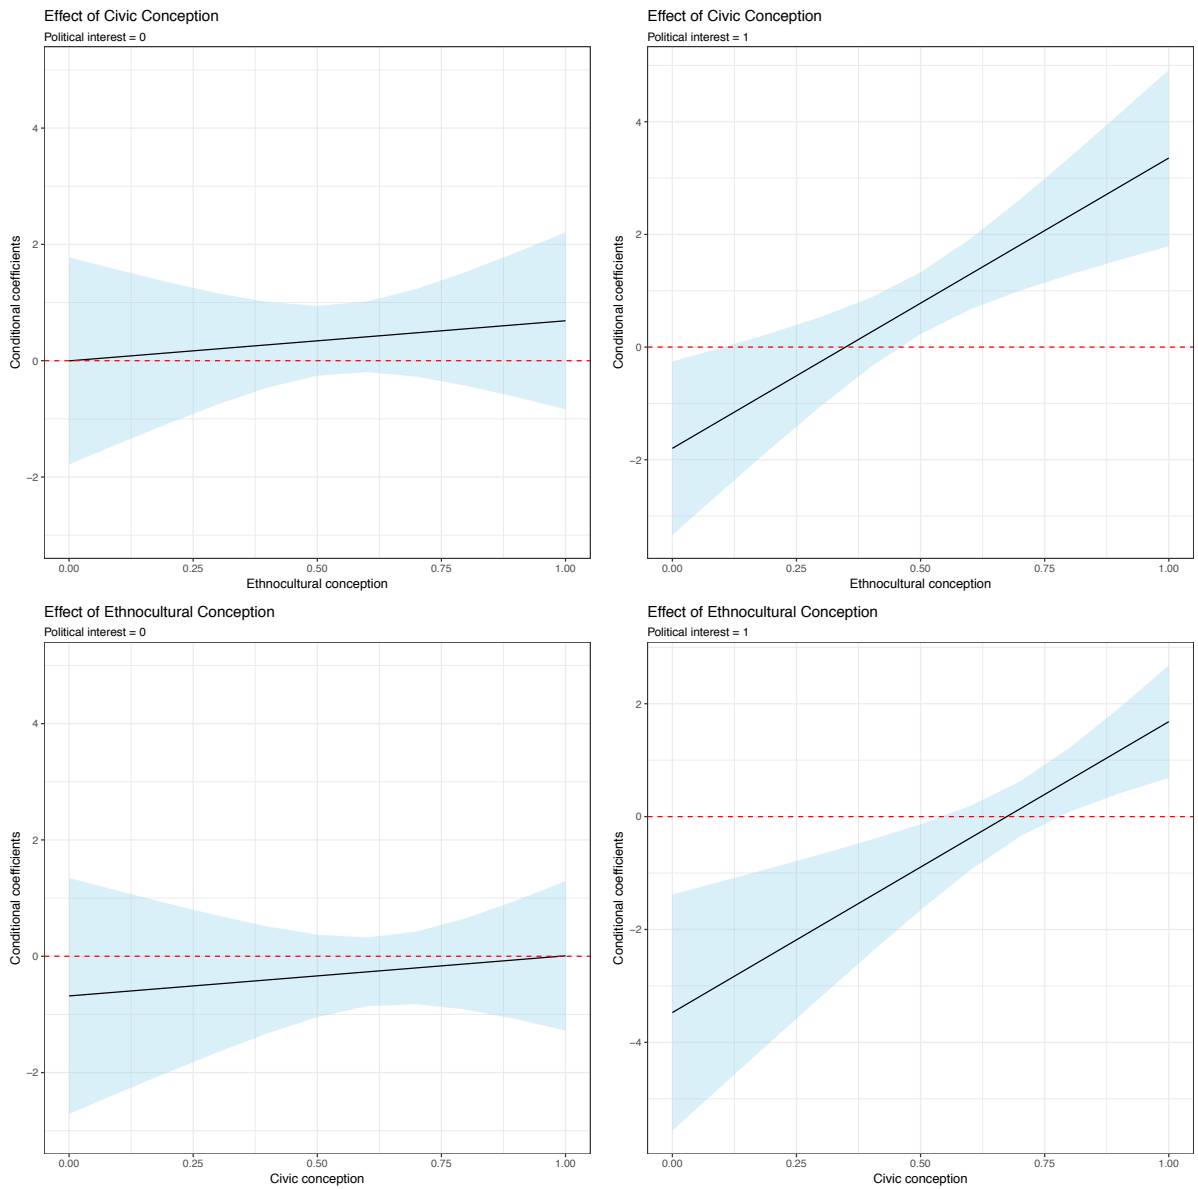 Effect of Civic Conception
Political interest = 0
Conditional coefficients
4
2
0
−2
0.00 0.25 0.50 0.75 1.00
Ethnocultural conception
Effect of Civic Conception
Political interest = 1
Conditional coefficients
4
2
0
−2
0.00 0.25 0.50 0.75 1.00
Ethnocultural conception
Effect of Ethnocultural Conception
Political interest = 0
Conditional coefficients
4
2
0
−2
0.00 0.25 0.50 0.75 1.00
Civic conception
Effect of Ethnocultural Conception
Political interest = 1
Conditional coefficients
2
0
−2
−4
0.00 0.25 0.50 0.75 1.00
Civic conception